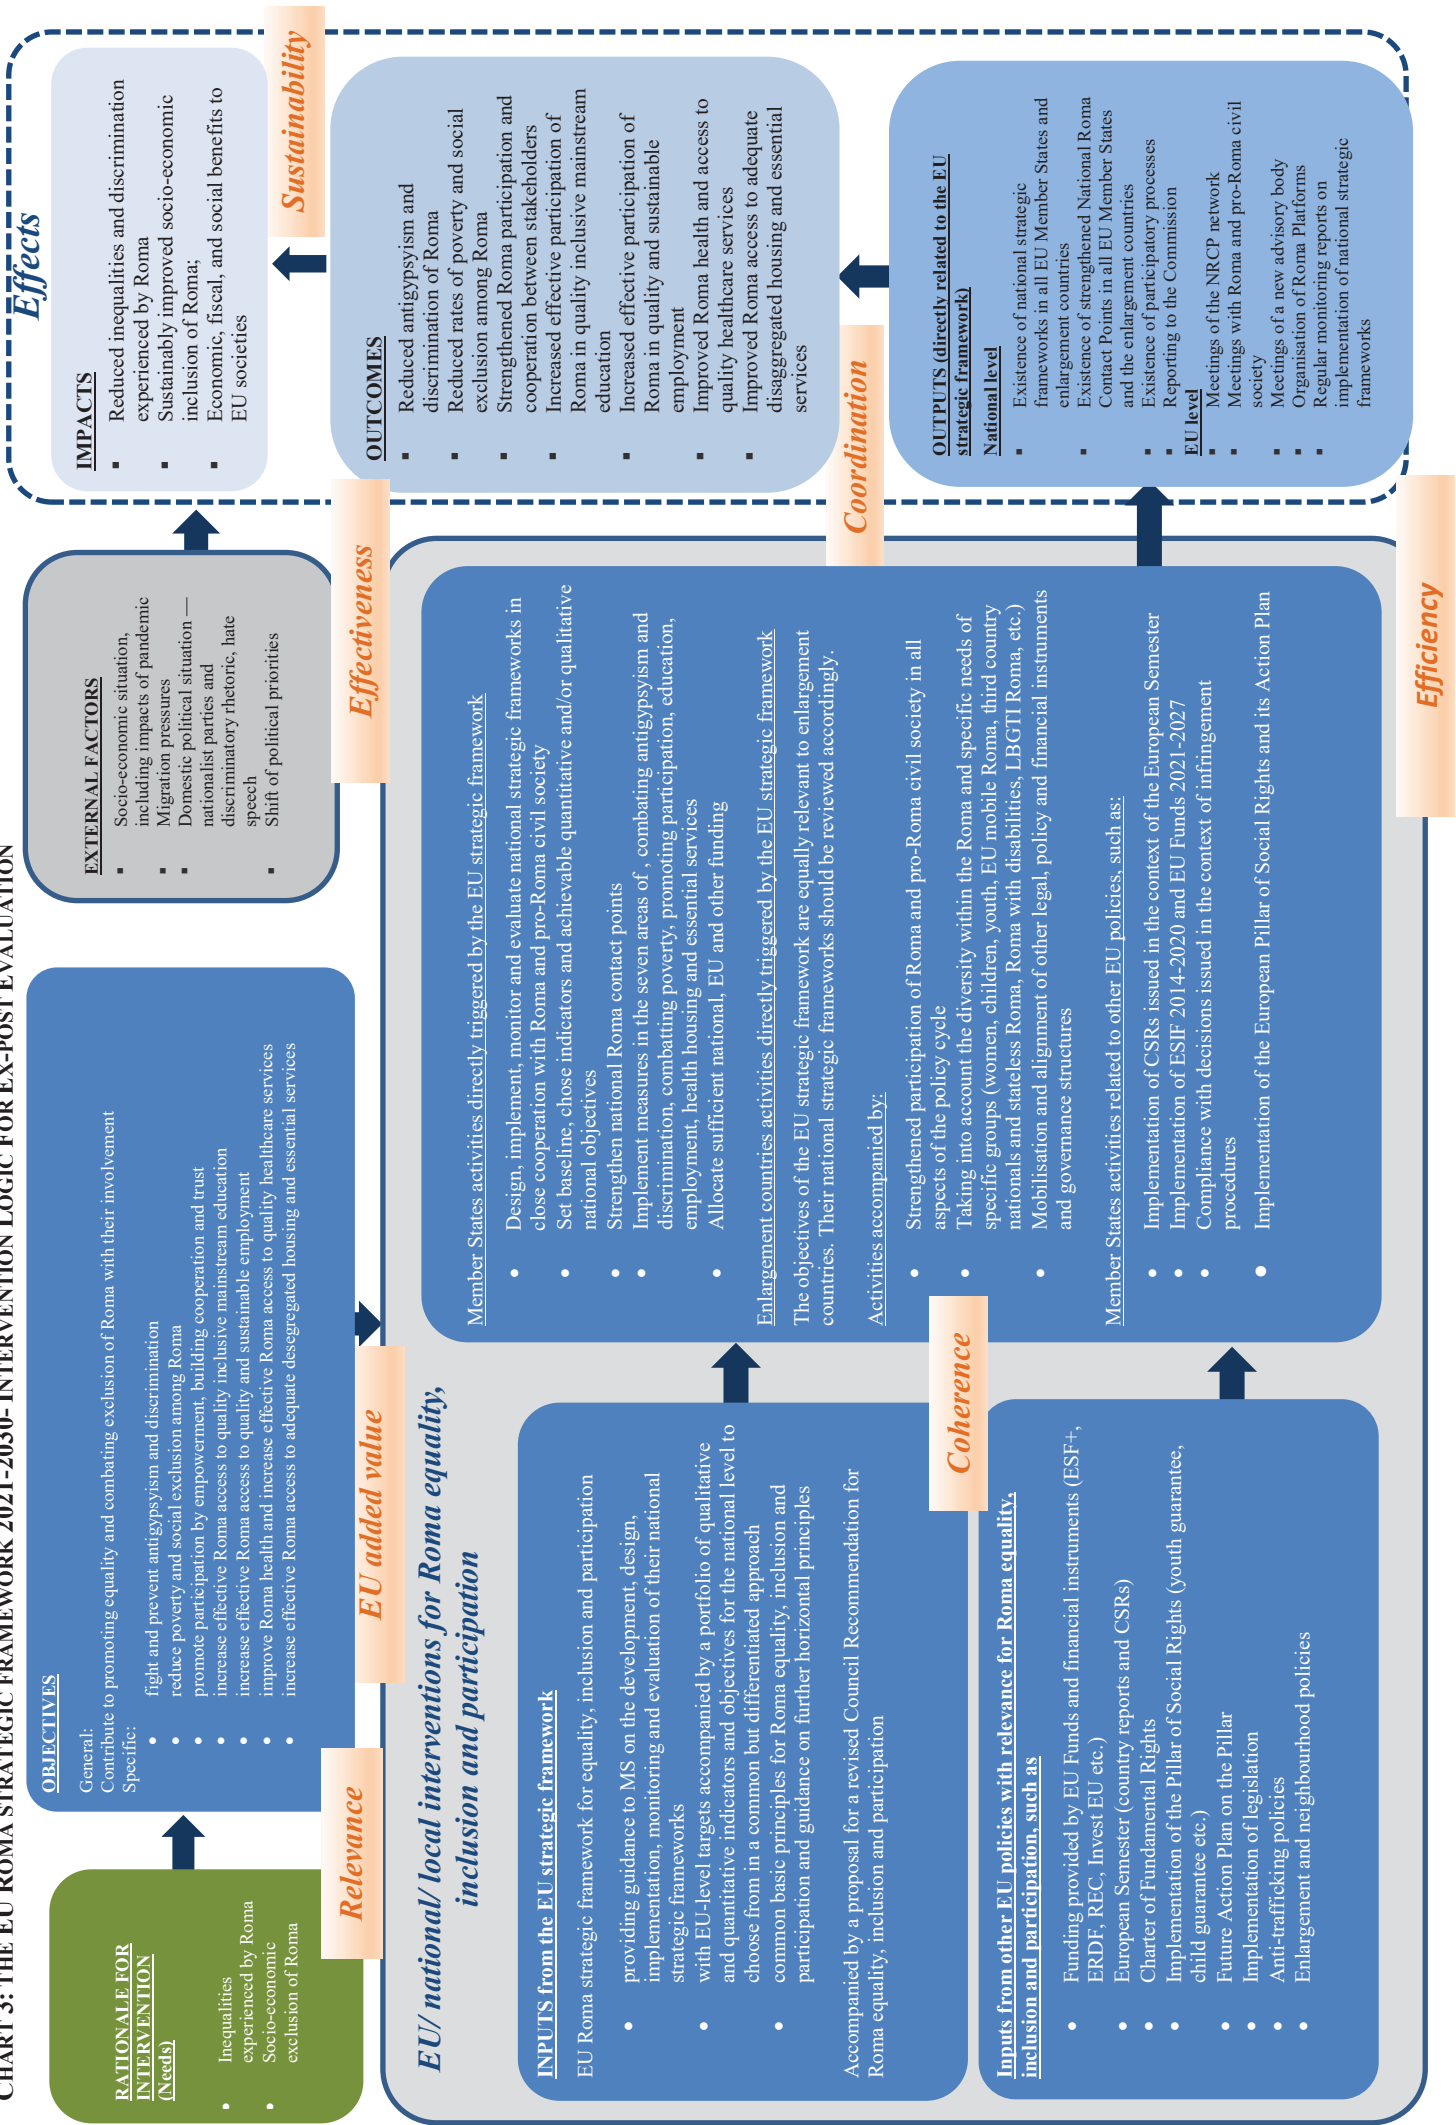 CHART 3: THE EU ROMA STRATEGIC FRAMEWORK 2021-2030- INTERVENTION LOGIC FOR EX-POST EVALUATION
RATIONALE FOR
INTERVENTION
(Needs)
▪ Inequalities
experienced by Roma
▪ Socio-economic
exclusion of Roma
Relevance
OBJECTIVES
General:
Contribute to promoting equality and combating exclusion of Roma with their involvement
Specific:
• fight and prevent antigypsyism and discrimination
• reduce poverty and social exclusion among Roma
• promote participation by empowerment, building cooperation and trust
• increase effective Roma access to quality inclusive mainstream education
• increase effective Roma access to quality and sustainable employment
• improve Roma health and increase effective Roma access to quality healthcare services
• increase effective Roma access to adequate desegregated housing and essential services
EU added value
EXTERNAL FACTORS
▪ Socio-economic situation,
including impacts of pandemic
▪ Migration pressures
▪ Domestic political situation —
nationalist parties and
discriminatory rhetoric, hate
speech
▪ Shift of political priorities
Effectiveness
Effects
IMPACTS
▪ Reduced inequalities and discrimination
experienced by Roma
▪ Sustainably improved socio-economic
inclusion of Roma;
▪ Economic, fiscal, and social benefits to
EU societies
Sustainability
OUTCOMES
▪ Reduced antigypsyism and
discrimination of Roma
▪ Reduced rates of poverty and social
exclusion among Roma
▪ Strengthened Roma participation and
cooperation between stakeholders
▪ Increased effective participation of
Roma in quality inclusive mainstream
education
▪ Increased effective participation of
Roma in quality and sustainable
employment
▪ Improved Roma health and access to
quality healthcare services
▪ Improved Roma access to adequate
disaggregated housing and essential
services
Coordination
OUTPUTS (directly related to the EU
strategic framework)
National level
▪ Existence of national strategic
frameworks in all EU Member States and
enlargement countries
▪ Existence of strengthened National Roma
Contact Points in all EU Member States
and the enlargement countries
▪ Existence of participatory processes
▪ Reporting to the Commission
EU level
▪ Meetings of the NRCP network
▪ Meetings with Roma and pro-Roma civil
society
▪ Meetings of a new advisory body
▪ Organisation of Roma Platforms
▪ Regular monitoring reports on
implementation of national strategic
frameworks
EU/ national/ local interventions for Roma equality,
inclusion and participation
INPUTS from the EU strategic framework
EU Roma strategic framework for equality, inclusion and participation
• providing guidance to MS on the development, design,
implementation, monitoring and evaluation of their national
strategic frameworks
• with EU-level targets accompanied by a portfolio of qualitative
and quantitative indicators and objectives for the national level to
choose from in a common but differentiated approach
• common basic principles for Roma equality, inclusion and
participation and guidance on further horizontal principles
Accompanied by a proposal for a revised Council Recommendation for
Roma equality, inclusion and participation
Coherence
Inputs from other EU policies with relevance for Roma equality,
inclusion and participation, such as
• Funding provided by EU Funds and financial instruments (ESF+,
ERDF, REC, Invest EU etc.)
• European Semester (country reports and CSRs)
• Charter of Fundamental Rights
• Implementation of the Pillar of Social Rights (youth guarantee,
child guarantee etc.)
• Future Action Plan on the Pillar
• Implementation of legislation
• Anti-trafficking policies
• Enlargement and neighbourhood policies
Member States activities directly triggered by the EU strategic framework
• Design, implement, monitor and evaluate national strategic frameworks in
close cooperation with Roma and pro-Roma civil society
• Set baseline, chose indicators and achievable quantitative and/or qualitative
national objectives
• Strengthen national Roma contact points
• Implement measures in the seven areas of , combating antigypsyism and
discrimination, combatting poverty, promoting participation, education,
employment, health housing and essential services
• Allocate sufficient national, EU and other funding
Enlargement countries activities directly triggered by the EU strategic framework
The objectives of the EU strategic framework are equally relevant to enlargement
countries. Their national strategic frameworks should be reviewed accordingly.
Activities accompanied by:
• Strengthened participation of Roma and pro-Roma civil society in all
aspects of the policy cycle
• Taking into account the diversity within the Roma and specific needs of
specific groups (women, children, youth, EU mobile Roma, third country
nationals and stateless Roma, Roma with disabilities, LBGTI Roma, etc.)
• Mobilisation and alignment of other legal, policy and financial instruments
and governance structures
Member States activities related to other EU policies, such as:
• Implementation of CSRs issued in the context of the European Semester
• Implementation of ESIF 2014-2020 and EU Funds 2021-2027
• Compliance with decisions issued in the context of infringement
procedures
• Implementation of the European Pillar of Social Rights and its Action Plan
Efficiency